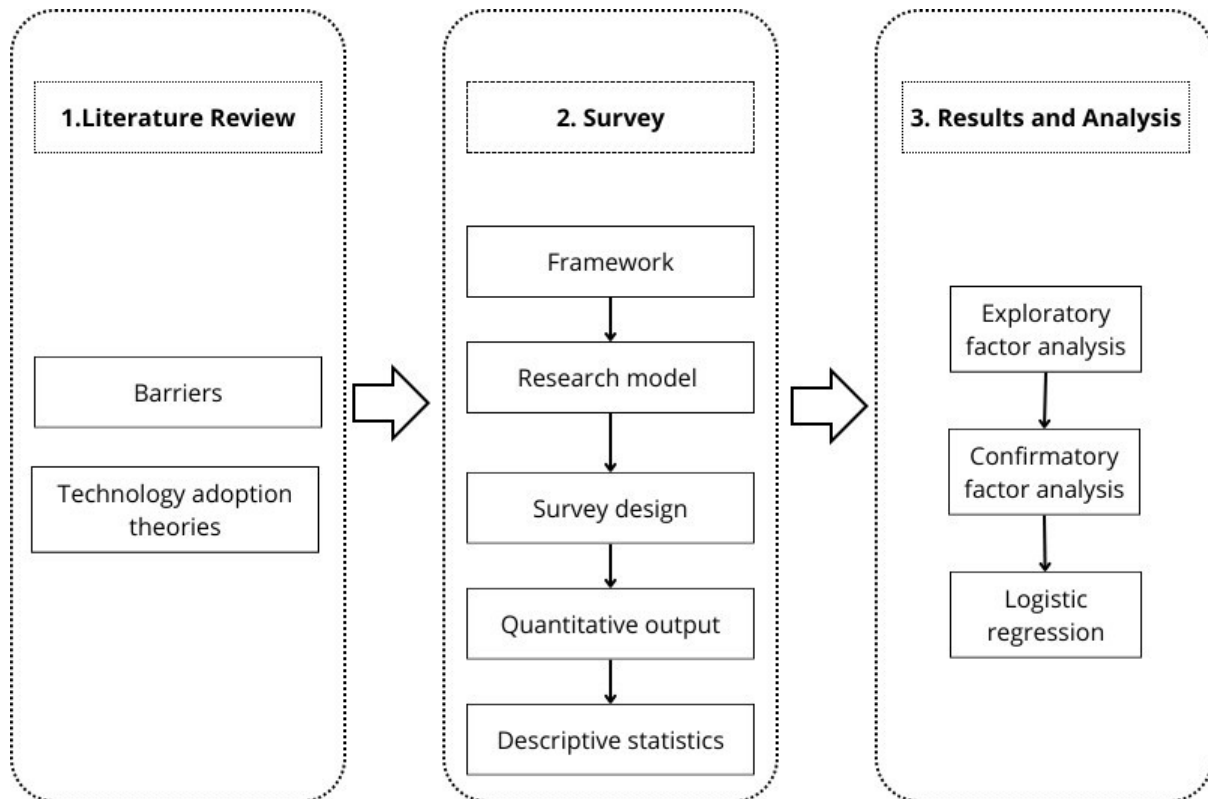 1.Literature Review
Barriers
Technology adoption
theories
2. Survey
Framework
Research model
Survey design
Quantitative output
Descriptive statistics
3. Results and Analysis
Exploratory
factor analysis
Confirmatory
factor analysis
Logistic
regression